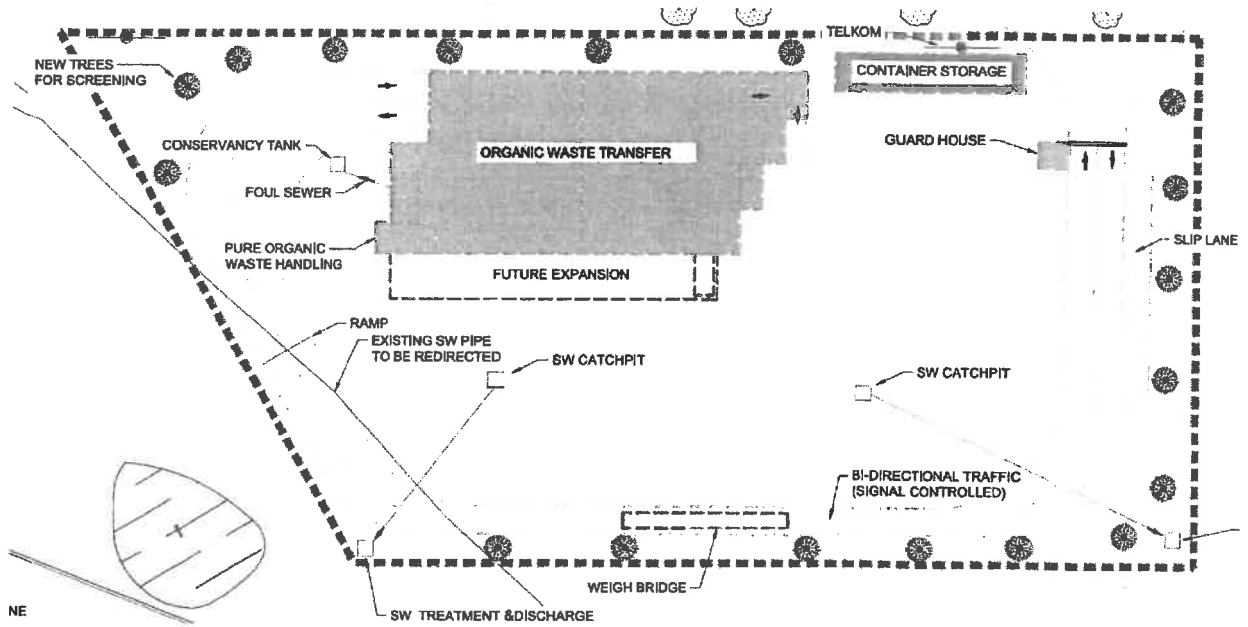 TELKOM
NEW TREES
FOR SCREENING
CONTAINER STORAGE
CONSERVANCY TANK
ORGANIC WASTE TRANSFER
GUARD HOUSE
FOUL SEWER
PURE ORGANIC
WASTE HANDLING
SLIP LANE
FUTURE EXPANSION
RAMP
EXISTING SW PIPE
TO BE REDIRECTED
SW CATCHPIT
SW CATCHPIT
BI-DIRECTIONAL TRAFFIC
(SIGNAL CONTROLLED)
WEIGH BRIDGE
NE
SW TREATMENT &DISCHARGE